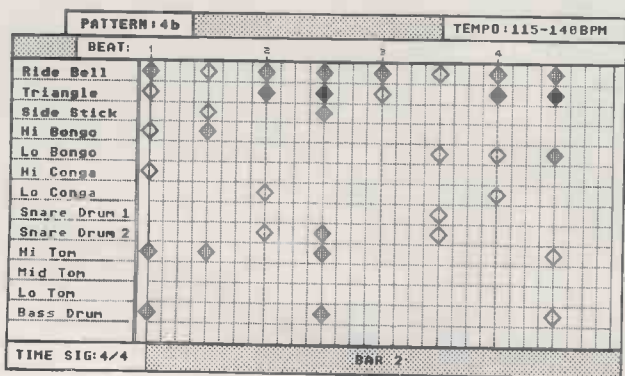 PATTERN:4b TEMPO:115-140BPM
BEAT: 1 2 3 4
Ride Bell
Triangle
Side Stick
Hi Bongo
Lo Bongo
Hi Conga
Lo Conga
Snare Drum 1
Snare Drum 2
Hi Tom
Mid Tom
Lo Tom
Bass Drum
TIME SIG:4/4 BAR 2